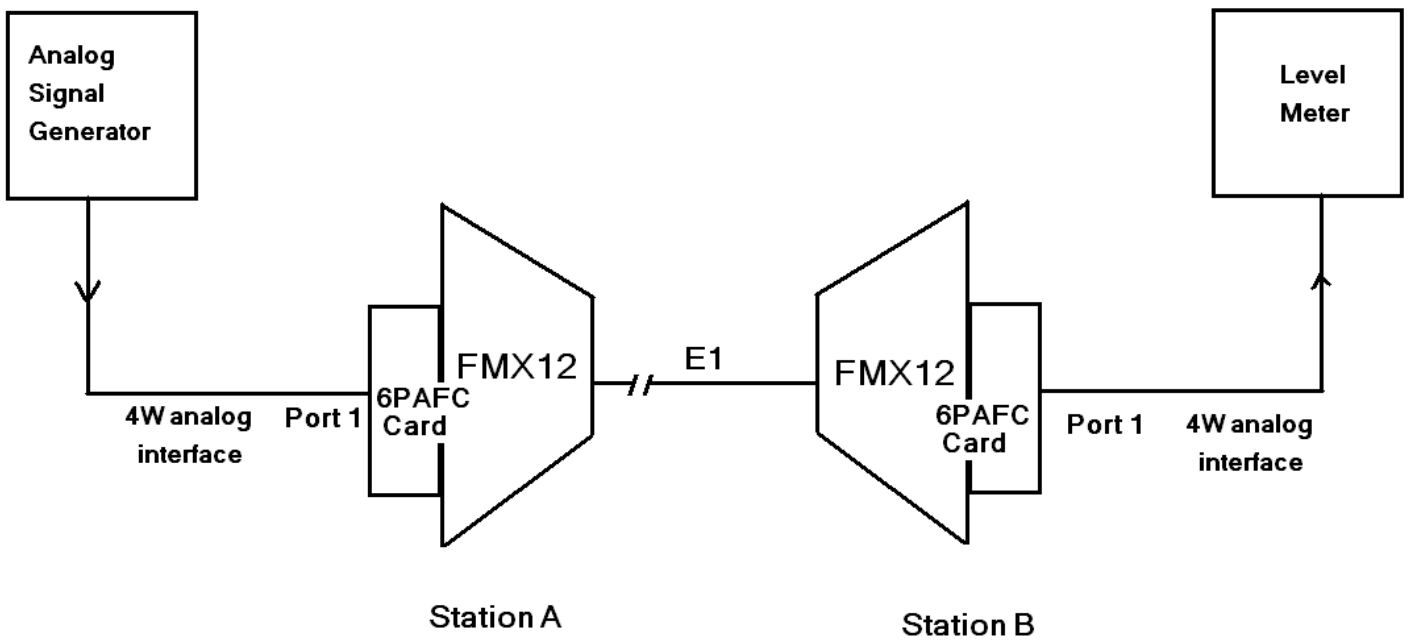 Analog
Signal
Generator
Level
Meter
FMX12
E1
FMX12
6PAFC
Card
6PAFC
Card
4W analog
interface
Port 1
Port 1
4W analog
interface
Station A
Station B